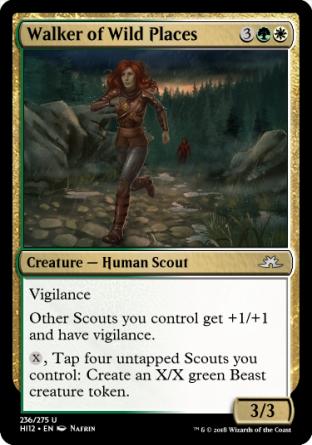 Walker of Wild Places 3
Creature — Human Scout
Vigilance
Other Scouts you control get +1/+1
and have vigilance.
X, Tap four untapped Scouts you
control: Create an X/X green Beast
creature token.
3/3
236/275 U
HI12 • EN Nafrin
™ & © 2018 Wizards of the Coast